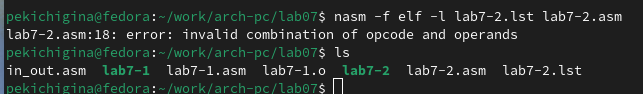 pekichigina@fedora:~/work/arch-pc/lab07$ nasm -f elf -l lab7-2.lst lab7-2.asm
lab7-2.asm:18: error: invalid combination of opcode and operands
pekichigina@fedora:~/work/arch-pc/lab07$ ls
in_out.asm lab7-1 lab7-1.asm lab7-1.o lab7-2 lab7-2.asm lab7-2.lst
pekichigina@fedora:~/work/arch-pc/lab07$